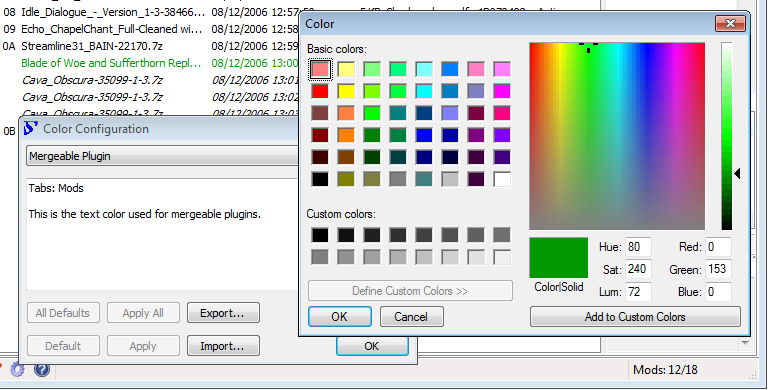 08 Idle_Dialogue_-_Version_1-3-38466... 08/12/2006 12:57
09 Echo_ChapelChant_Full-Cleaned wi... 08/12/2006 12:58
0A Streamline31_BAIN-22170.7z 08/12/2006 12:59
Blade of Woe and Sufferthorn Repl... 08/12/2006 13:00
Cava_Obscura-35099-1-3.7z 08/12/2006 13:01
Cava_Obscura-35099-1-3.7z 08/12/2006 13:02
Cava_Obscura-35099-1-3.7z 08/12/2006 13:03
0B
Color Configuration
Mergeable Plugin
Tabs: Mods
This is the text color used for mergeable plugins.
All Defaults Apply All Export...
Default Apply Import... OK
Color
Basic colors:
Custom colors:
Define Custom Colors >>
OK Cancel
Color|Solid
Hue: 80 Red: 0
Sat: 240 Green: 153
Lum: 72 Blue: 0
Add to Custom Colors
Mods: 12/18